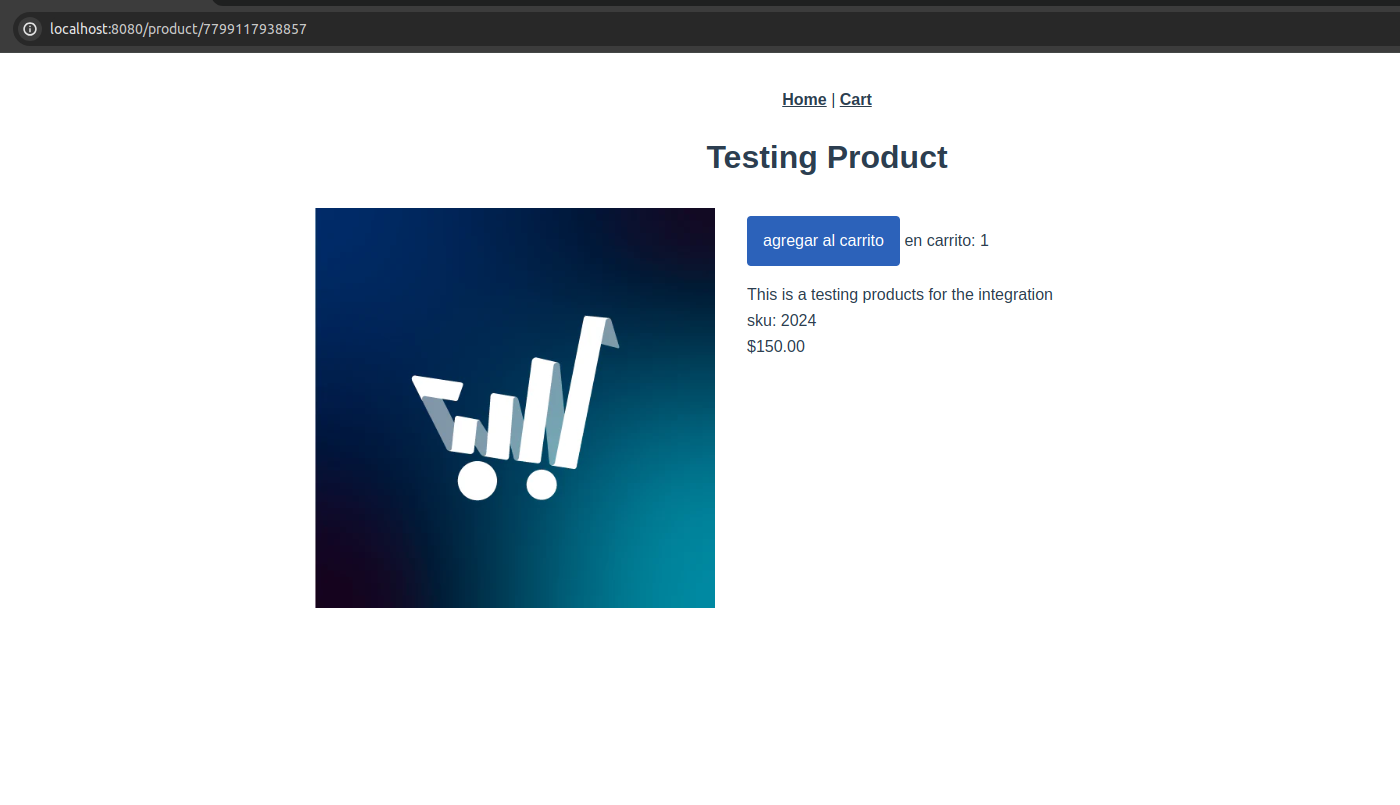 localhost:8080/product/7799117938857
Home | Cart
Testing Product
agregar al carrito en carrito: 1
This is a testing products for the integration
sku: 2024
$150.00